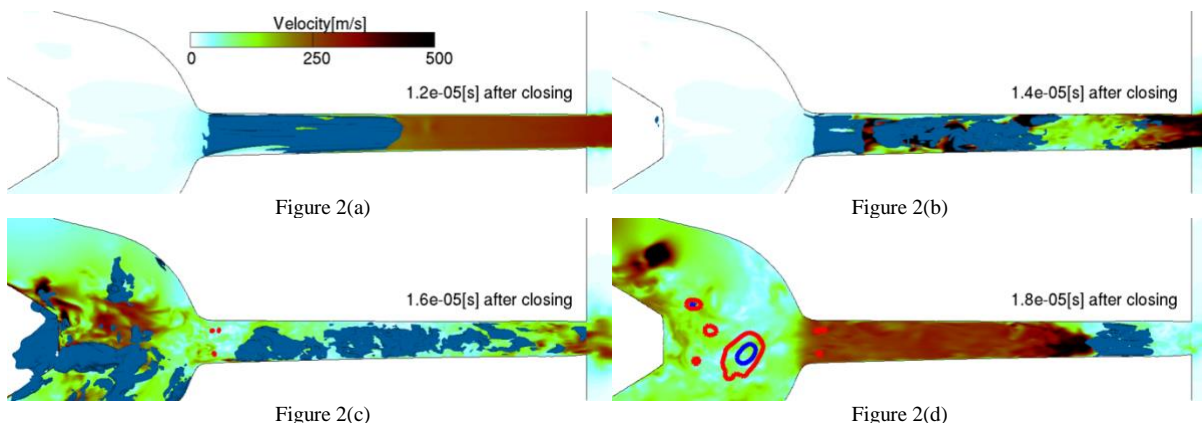 Velocity[m/s]
0 250 500
1.2e-05[s] after closing
1.4e-05[s] after closing
Figure 2(a)
Figure 2(b)
1.6e-05[s] after closing
1.8e-05[s] after closing
Figure 2(c)
Figure 2(d)